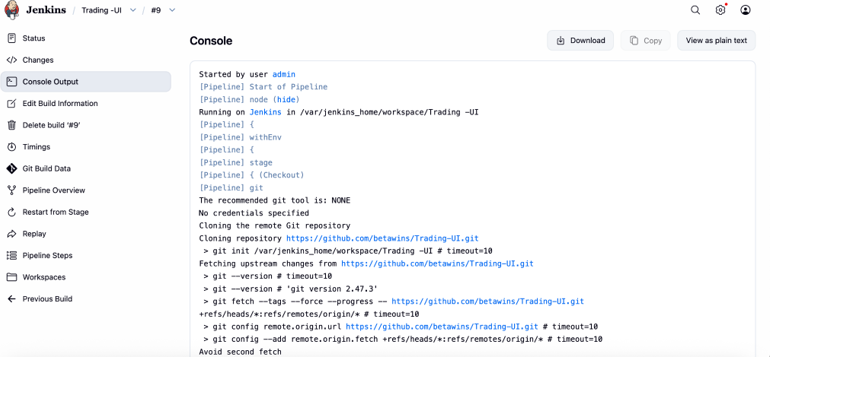 Jenkins / Trading -UI / #9
Status
Changes
Console Output
Edit Build Information
Delete build '#9'
Timings
Git Build Data
Pipeline Overview
Restart from Stage
Replay
Pipeline Steps
Workspaces
Previous Build
Console
Download
Copy
View as plain text
Started by user admin
[Pipeline] Start of Pipeline
[Pipeline] node (hide)
Running on Jenkins in /var/jenkins_home/workspace/Trading -UI
[Pipeline] {
[Pipeline] withEnv
[Pipeline] {
[Pipeline] stage
[Pipeline] { (Checkout)
[Pipeline] git
The recommended git tool is: NONE
No credentials specified
Cloning the remote Git repository
Cloning repository https://github.com/betawins/Trading-UI.git
 > git init /var/jenkins_home/workspace/Trading -UI # timeout=10
Fetching upstream changes from https://github.com/betawins/Trading-UI.git
 > git --version # timeout=10
 > git --version # 'git version 2.47.3'
 > git fetch --tags --force --progress -- https://github.com/betawins/Trading-UI.git
+refs/heads/*:refs/remotes/origin/* # timeout=10
 > git config remote.origin.url https://github.com/betawins/Trading-UI.git # timeout=10
 > git config --add remote.origin.fetch +refs/heads/*:refs/remotes/origin/* # timeout=10
Avoid second fetch